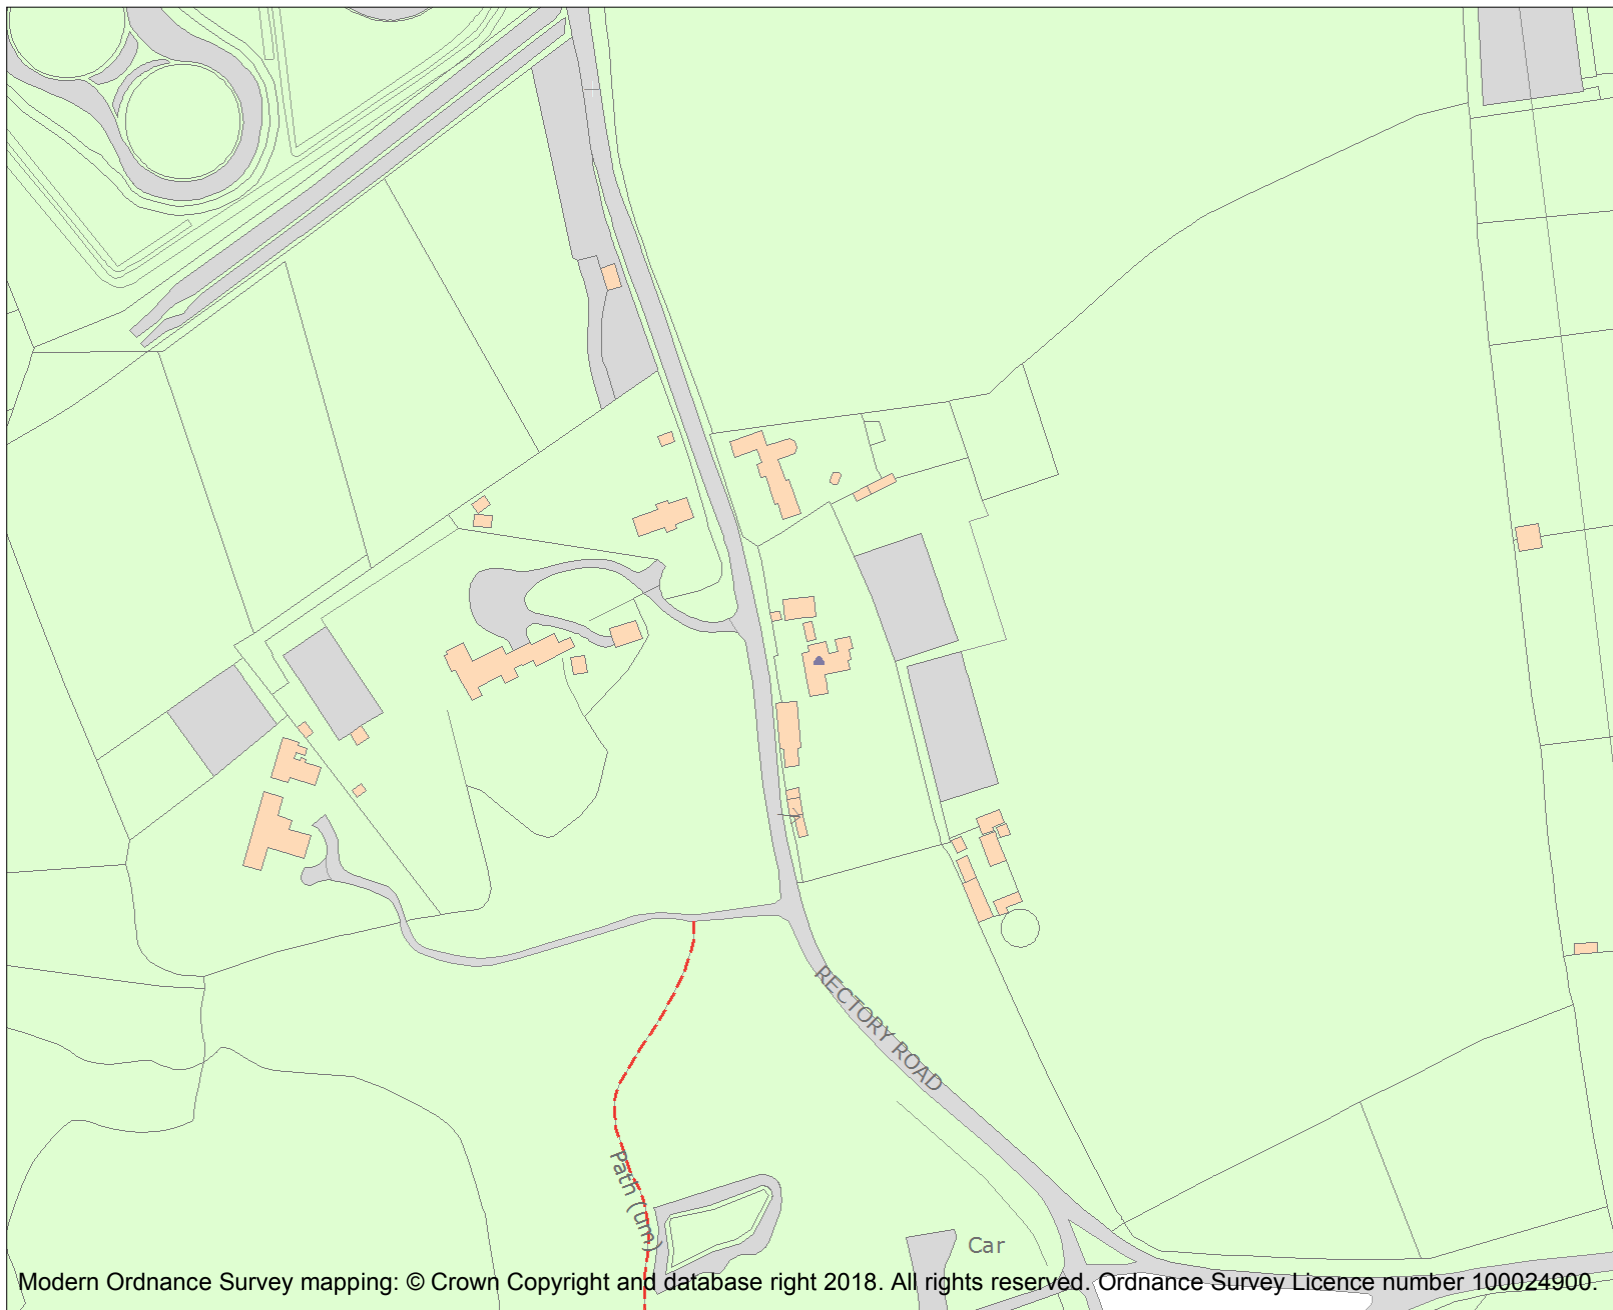 RECTORY ROAD
Path (um)
Car
Modern Ordnance Survey mapping: © Crown Copyright and database right 2018. All rights reserved. Ordnance Survey Licence number 100024900.